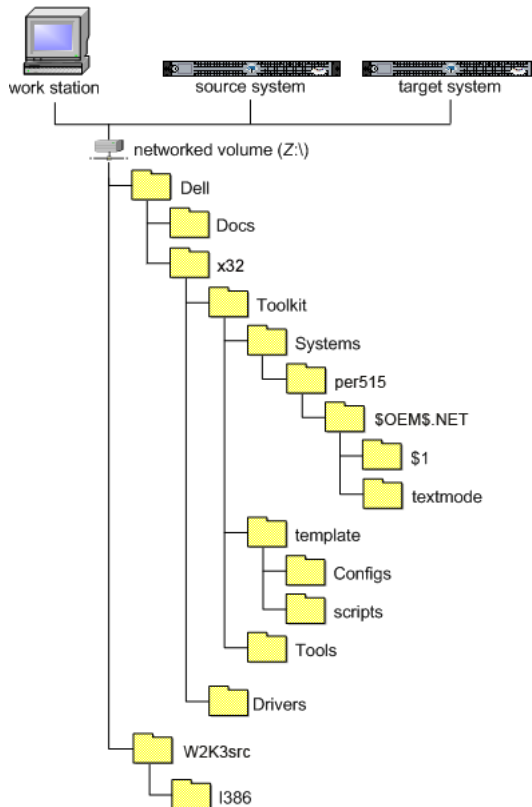 work station
source system
target system
networked volume (Z:\)
Dell
Docs
x32
Toolkit
Systems
per515
$OEM$.NET
$1
textmode
template
Configs
scripts
Tools
Drivers
W2K3src
I386